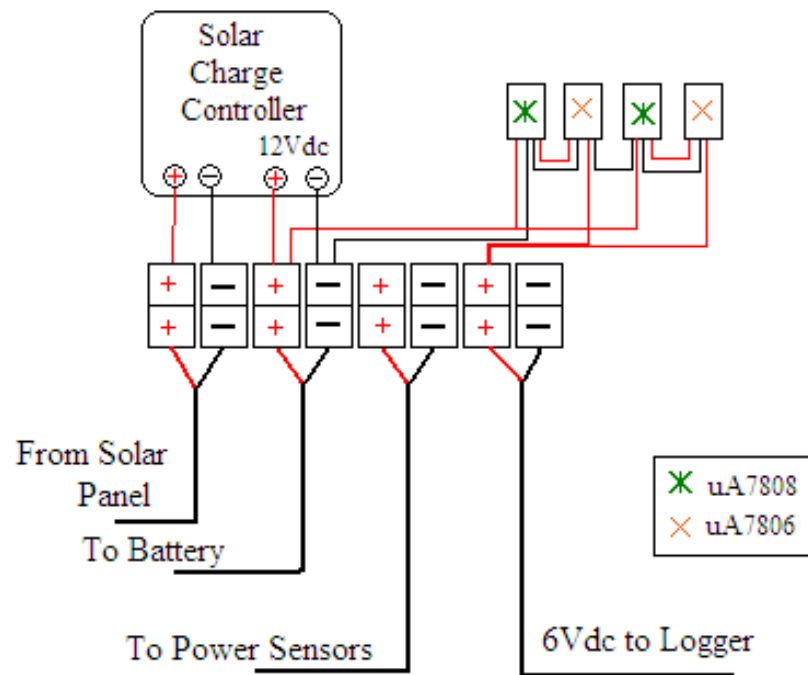 Solar
Charge
Controller
12Vdc
+ − + −
+ − + − + − + −
+ − + − + − + −
From Solar
Panel
To Battery
To Power Sensors
6Vdc to Logger
uA7808
uA7806